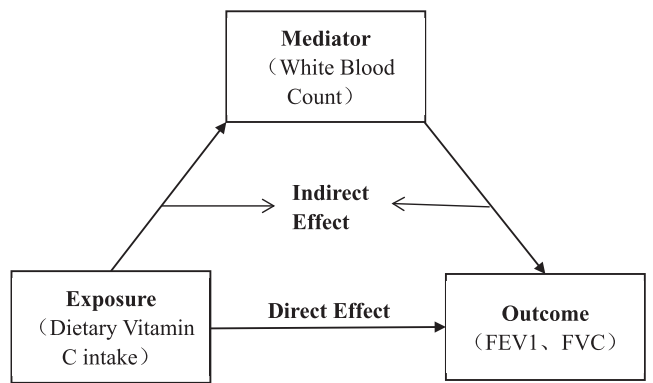 Mediator
（White Blood
Count）
Indirect
Effect
Exposure
（Dietary Vitamin
C intake）
Direct Effect
Outcome
（FEV1、FVC）